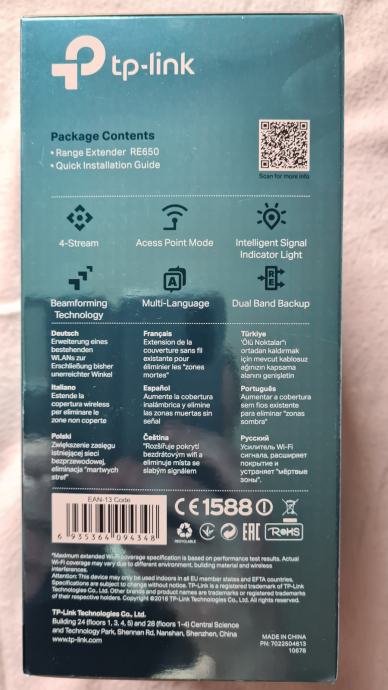 tp-link
Package Contents
• Range Extender RE650
• Quick Installation Guide
Scan for more info
4-Stream
Acess Point Mode
Intelligent Signal
Indicator Light
Beamforming
Technology
Multi-Language
Dual Band Backup
Deutsch
Erweiterung eines
bestehenden
WLANs zur
Erschließung bisher
unerreichter Winkel
Français
Extension de la
couverture sans fil
existante pour
éliminer les "zones
mortes"
Türkiye
'Ölü Noktalar'ı
ortadan kaldırmak
için mevcut kablosuz
ağınızın kapsama
alanını genişletin
Italiano
Estende la
copertura wireless
per eliminare le
zone non coperte
Español
Aumenta la cobertura
inalámbrica y elimine
las zonas muertas sin
señal
Português
Aumentar a cobertura
sem fios existente
para eliminar "zonas
sombra"
Polski
Zwiększenie zasięgu
istniejącej sieci
bezprzewodowej,
eliminacja "martwych
stref"
Čeština
"Rozšiřuje pokrytí
bezdrátovým wifi a
eliminuje místa se
slabým signálem
Русский
Усилитель Wi-Fi
сигнала, расширяет
покрытие и
устраняет "мёртвые
зоны".
EAN-13 Code
6 935364 094348
CE1588
RECYCLABLE
EAC
RoHS
*Maximum extended Wi-Fi coverage specification is based on performance test results. Actual
Wi-Fi coverage may vary due to different environment, building material and wireless
interferences.
Attention: This device may only be used indoors in all EU member states and EFTA countries.
Specifications are subject to change without notice. TP-Link is a registered trademark of TP-
Link Technologies Co., Ltd. Other brands and product names are trademarks or registered trademarks
of their respective holders. Copyright ©2016 TP-Link Technologies Co., Ltd. All rights reserved.
TP-Link Technologies Co., Ltd.
Building 24 (floors 1, 3, 4, 5) and 28 (floors 1-4) Central Science
and Technology Park, Shennan Rd, Nanshan, Shenzhen, China
www.tp-link.com
MADE IN CHINA
PN: 7022504613
10678